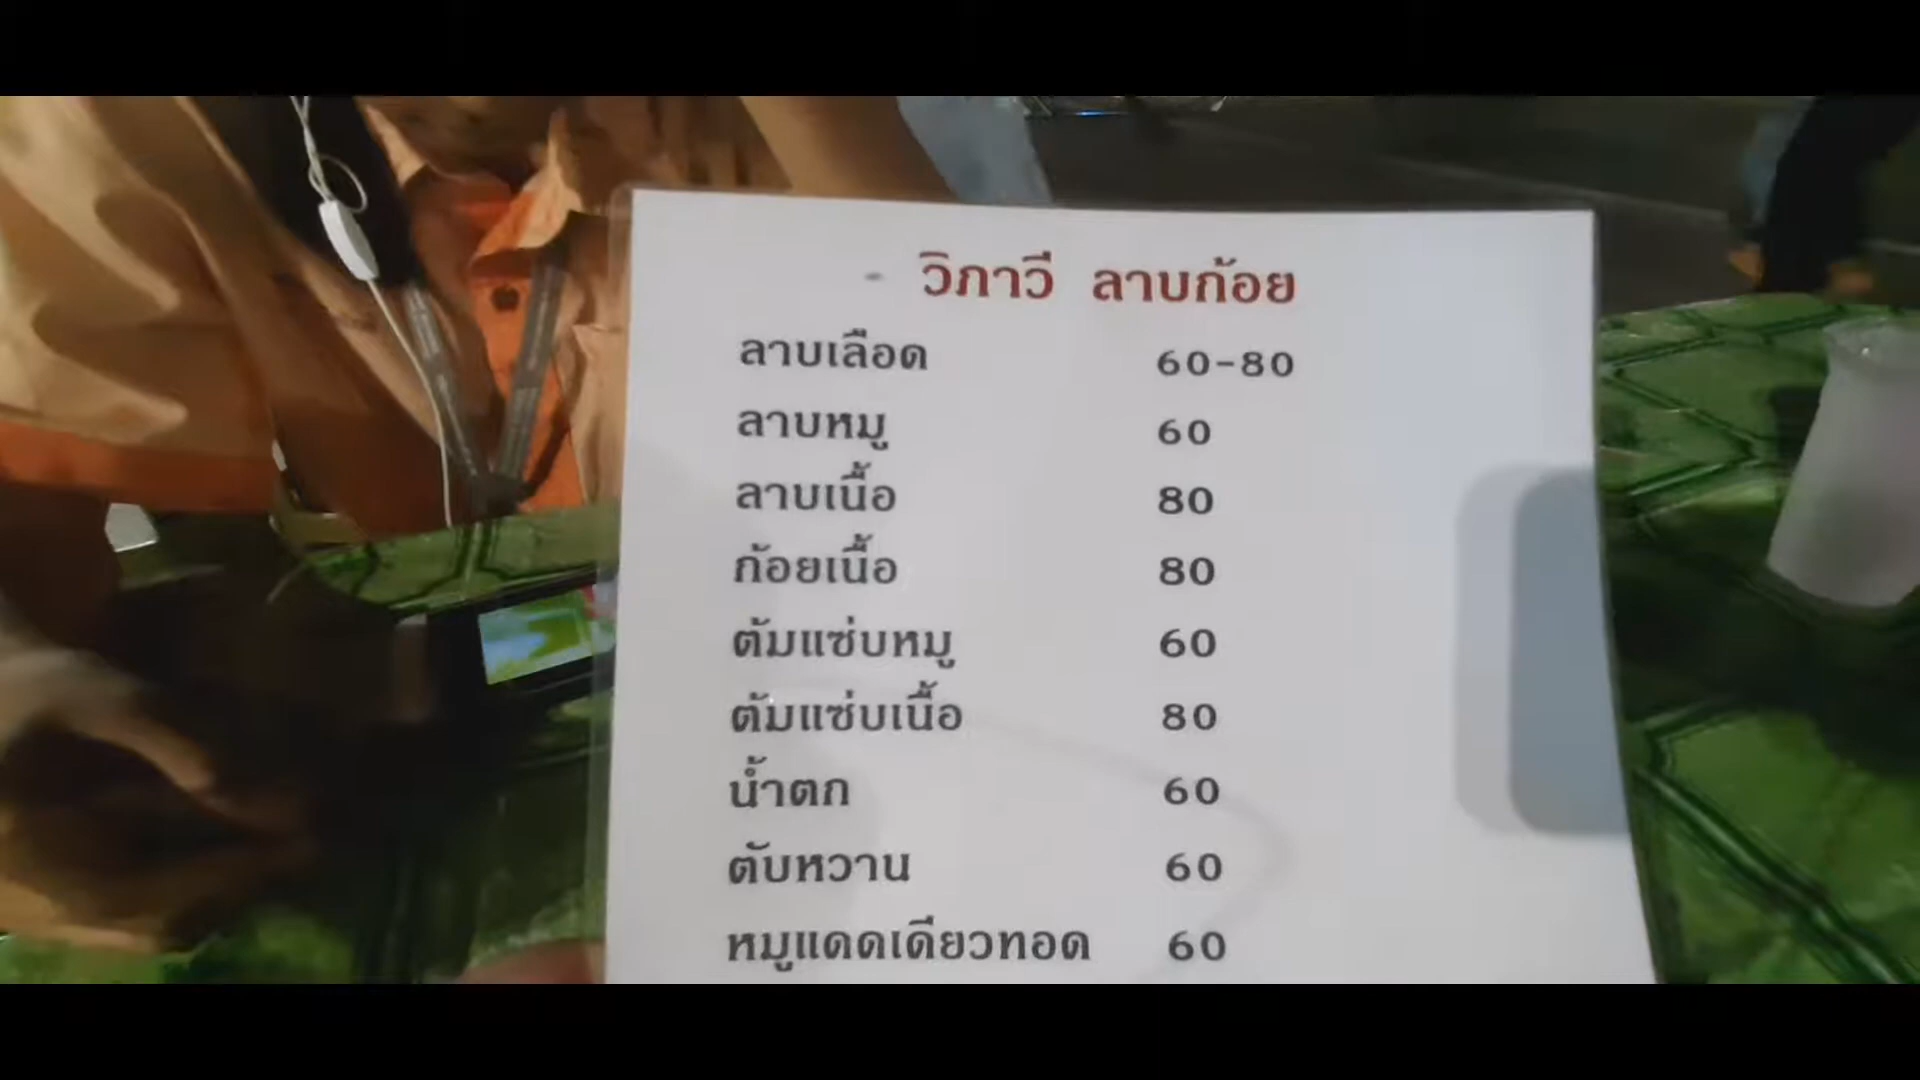 วิภาวี ลาบก้อย
ลาบเลือด 60-80
ลาบหมู 60
ลาบเนื้อ 80
ก้อยเนื้อ 80
ต้มแซ่บหมู 60
ต้มแซ่บเนื้อ 80
น้ำตก 60
ตับหวาน 60
หมูแดดเดียวทอด 60